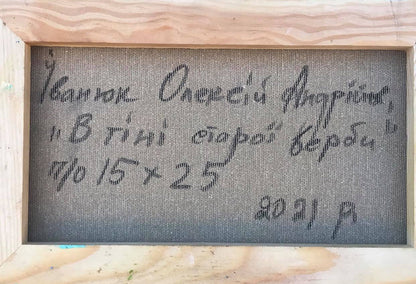 Іванюк Олексій Андрійович,
„В тіні старої верби"
п/о 15 х 25
2021 р